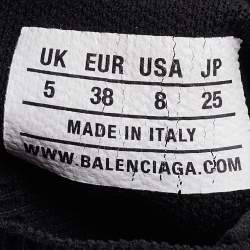 UK EUR USA JP
5 38 8 25
MADE IN ITALY
WWW.BALENCIAGA.COM